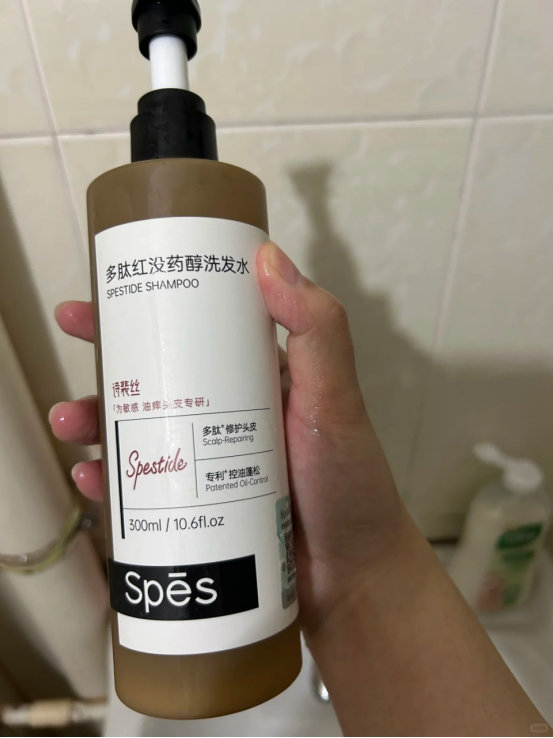 多肽红没药醇洗发水
SPESTIDE SHAMPOO
诗裴丝
「为敏感 油痒头皮专研」
Spestide
多肽*修护头皮
Scalp-Repairing
专利*控油蓬松
Patented Oil-Control
300ml / 10.6fl.oz
Spēs